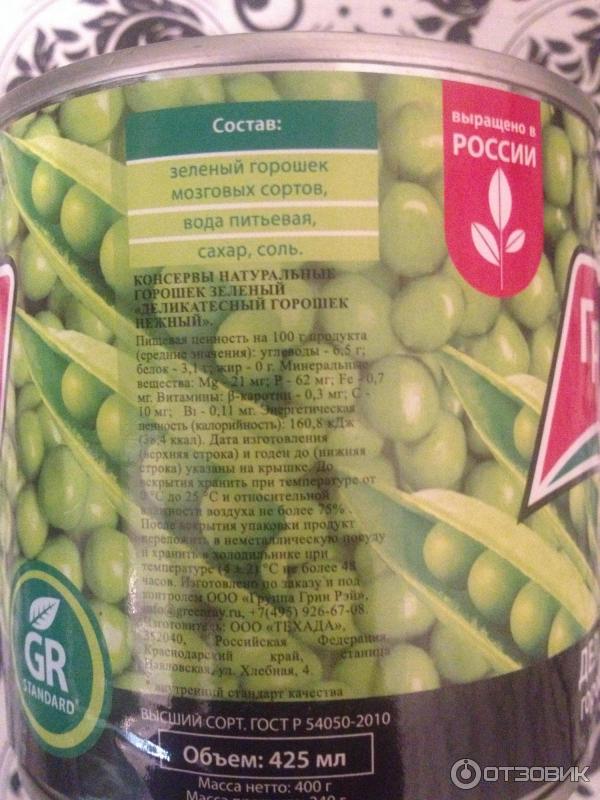 Состав:
зеленый горошек
мозговых сортов,
вода питьевая,
сахар, соль.
выращено в
РОССИИ
КОНСЕРВЫ НАТУРАЛЬНЫЕ
ГОРОШЕК ЗЕЛЕНЫЙ
«ДЕЛИКАТЕСНЫЙ ГОРОШЕК
НЕЖНЫЙ».
Пищевая ценность на 100 г продукта
(средние значения): углеводы - 6,5 г;
белок - 3,1 г; жир - 0 г. Минеральные
вещества: Mg - 21 мг; P - 62 мг; Fe - 0,7
мг. Витамины: β-каротин - 0,3 мг; С -
10 мг; В₁ - 0,11 мг. Энергетическая
ценность (калорийность): 160,8 кДж
(38,4 ккал). Дата изготовления
(верхняя строка) и годен до (нижняя
строка) указаны на крышке. До
вскрытия хранить при температуре от
0 °С до 25 °С и относительной
влажности воздуха не более 75% .
После вскрытия упаковки продукт
переложить в неметаллическую посуду
и хранить в холодильнике при
температуре (4 ± 2) °С не более 48
часов. Изготовлено по заказу и под
контролем ООО «Группа Грин Рэй»,
info@greenray.ru, +7(495) 926-67-08.
Изготовитель: ООО «ТЕХАДА»,
352040, Российская Федерация,
Краснодарский край, станица
Павловская, ул. Хлебная, 4.
* внутренний стандарт качества
GR
STANDARD
ВЫСШИЙ СОРТ. ГОСТ Р 54050-2010
Объем: 425 мл
Масса нетто: 400 г
ОТЗОВИК